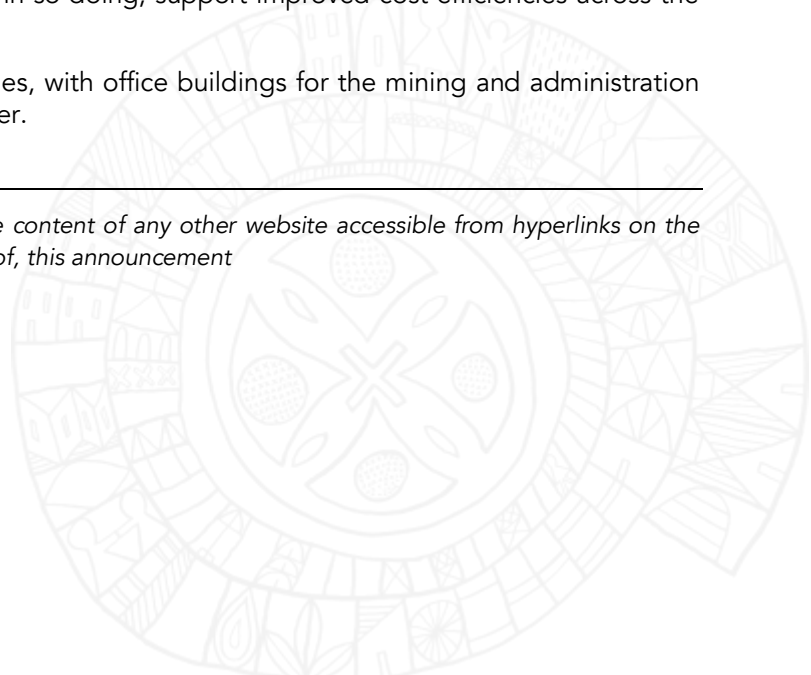 in so doing, support improved cost efficiencies across the
es, with office buildings for the mining and administration
er.
e content of any other website accessible from hyperlinks on the
of, this announcement